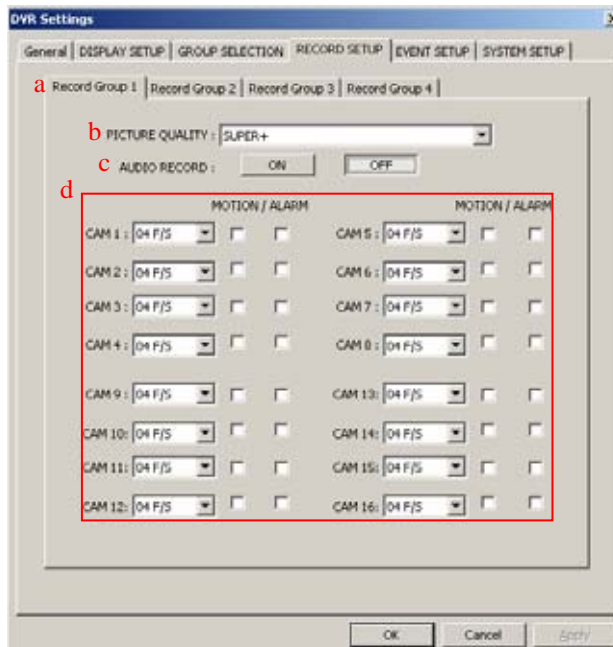 DVR Settings
General DISPLAY SETUP GROUP SELECTION RECORD SETUP EVENT SETUP SYSTEM SETUP
a Record Group 1 Record Group 2 Record Group 3 Record Group 4
b PICTURE QUALITY : SUPER+
c AUDIO RECORD : ON OFF
d
MOTION / ALARM MOTION / ALARM
CAM 1 : 04 F/S CAM 5 : 04 F/S
CAM 2 : 04 F/S CAM 6 : 04 F/S
CAM 3 : 04 F/S CAM 7 : 04 F/S
CAM 4 : 04 F/S CAM 8 : 04 F/S
CAM 9 : 04 F/S CAM 13: 04 F/S
CAM 10: 04 F/S CAM 14: 04 F/S
CAM 11: 04 F/S CAM 15: 04 F/S
CAM 12: 04 F/S CAM 16: 04 F/S
OK Cancel Apply